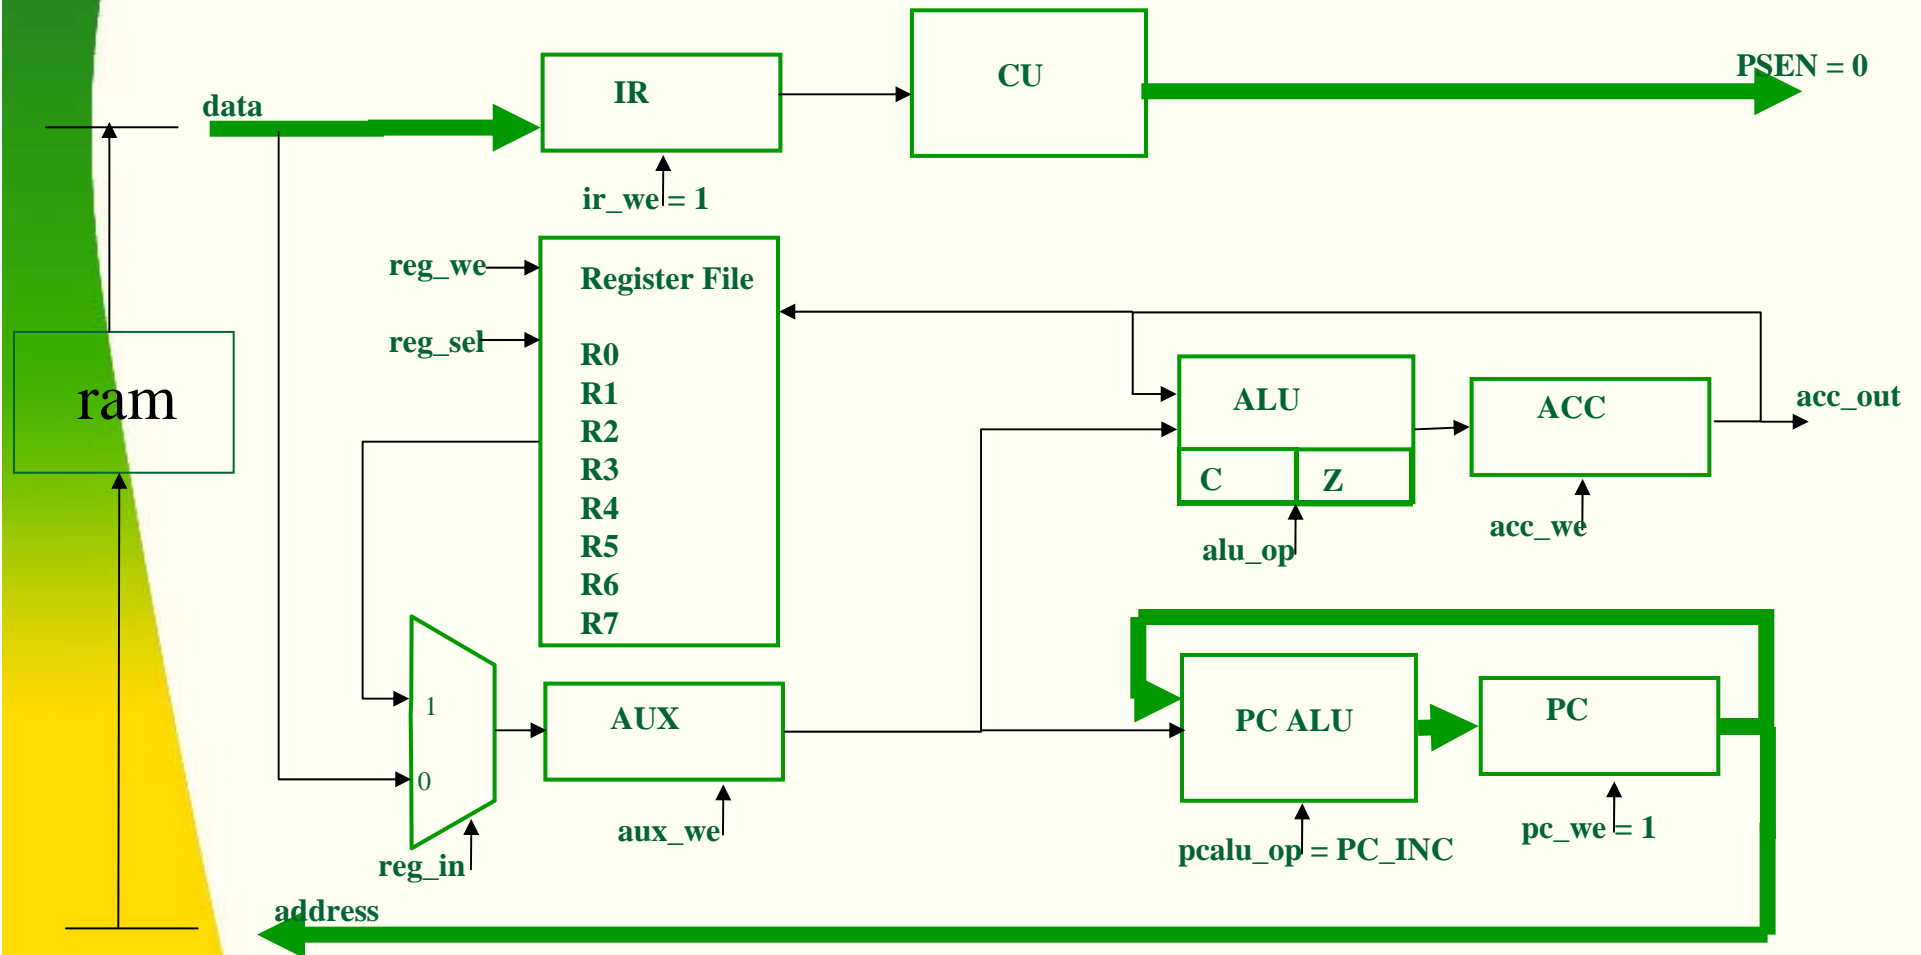 CU
PSEN = 0
IR
data
ir_we = 1
reg_we
Register File
reg_sel
R0
R1
R2
R3
R4
R5
R6
R7
ram
ALU
ACC
acc_out
C
Z
acc_we
alu_op
1
0
AUX
PC ALU
PC
aux_we
reg_in
pcalu_op = PC_INC
pc_we = 1
address